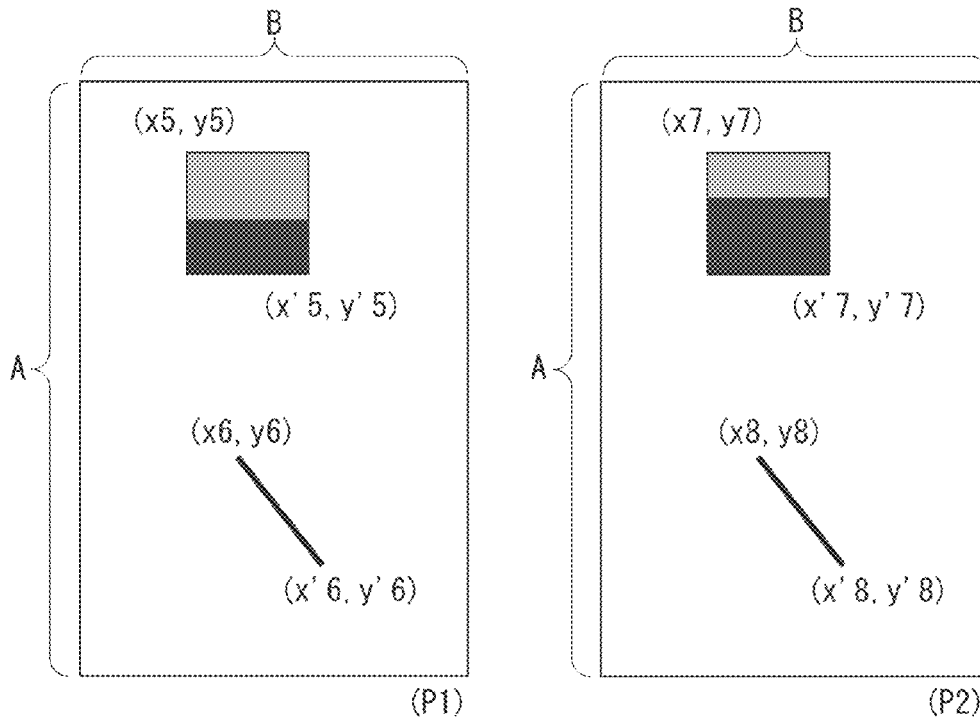 B
A
(x5, y5)
(x' 5, y' 5)
(x6, y6)
(x' 6, y' 6)
(P1)
B
A
(x7, y7)
(x' 7, y' 7)
(x8, y8)
(x' 8, y' 8)
(P2)